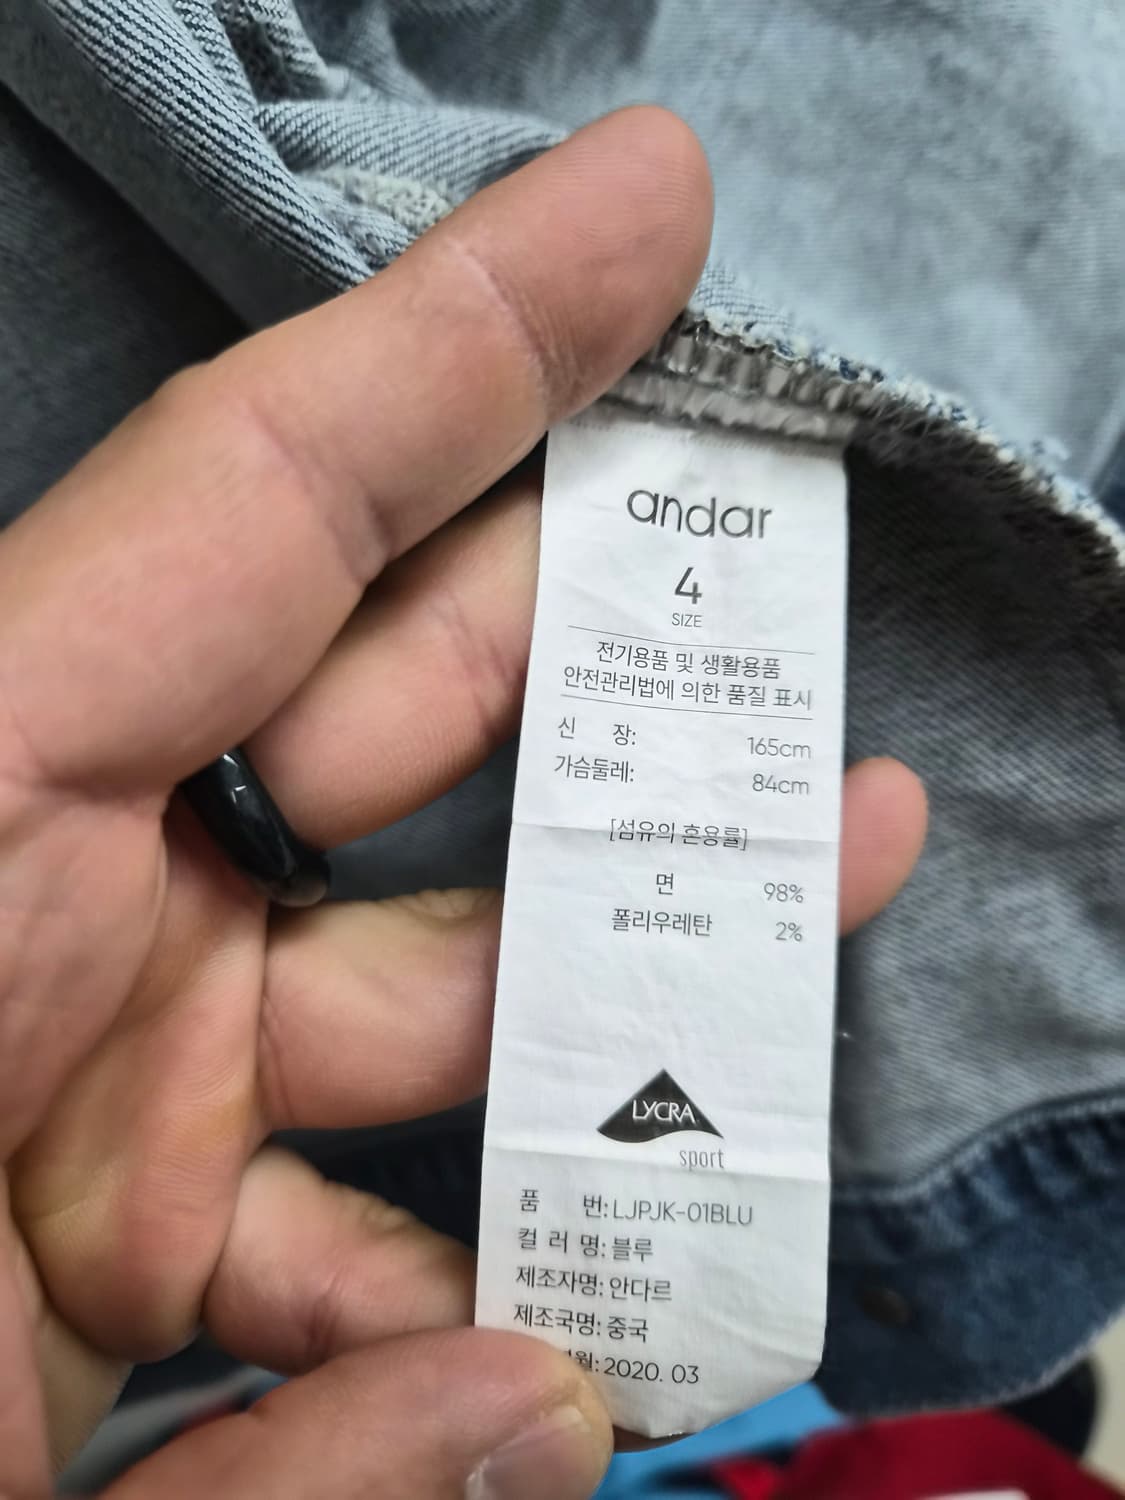 andar
4
SIZE
전기용품 및 생활용품
안전관리법에 의한 품질 표시
신 장: 165cm
가슴둘레: 84cm
[섬유의 혼용률]
면 98%
폴리우레탄 2%
LYCRA
sport
품 번: LJPJK-01BLU
컬 러 명: 블루
제조자명: 안다르
제조국명: 중국
월: 2020. 03